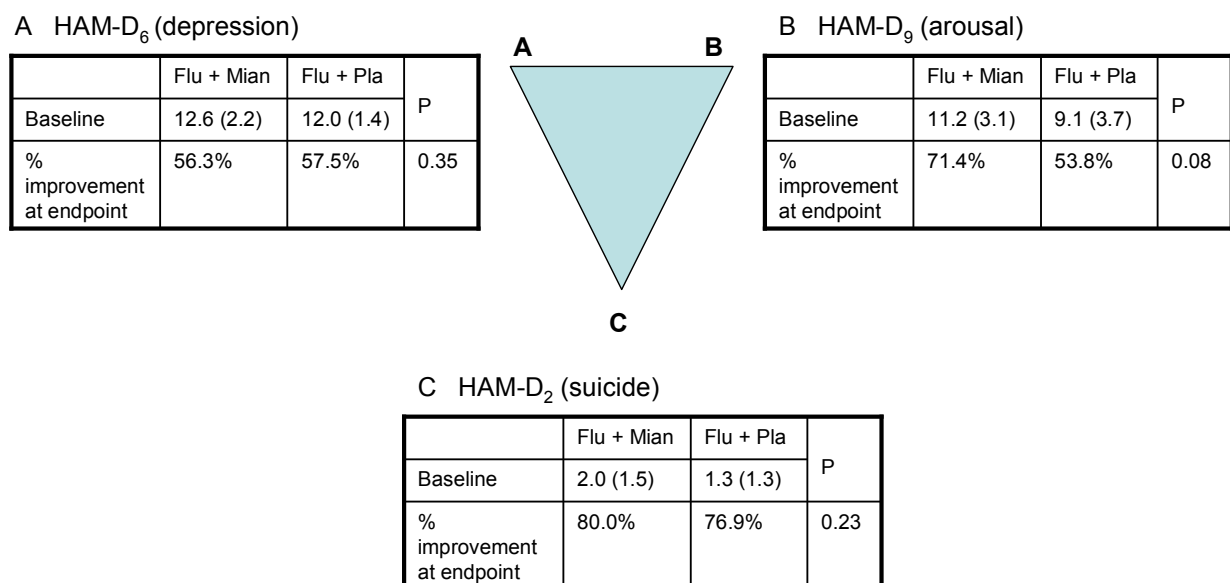 A HAM-D6 (depression)
Flu + Mian Flu + Pla P
Baseline 12.6 (2.2) 12.0 (1.4)
% improvement at endpoint 56.3% 57.5% 0.35
A B
C
B HAM-D9 (arousal)
Flu + Mian Flu + Pla P
Baseline 11.2 (3.1) 9.1 (3.7)
% improvement at endpoint 71.4% 53.8% 0.08
C HAM-D2 (suicide)
Flu + Mian Flu + Pla P
Baseline 2.0 (1.5) 1.3 (1.3)
% improvement at endpoint 80.0% 76.9% 0.23